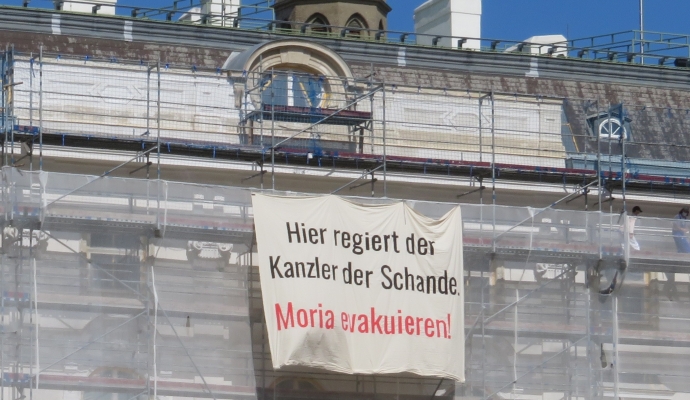 Hier regiert der
Kanzler der Schande.
Moria evakuieren!